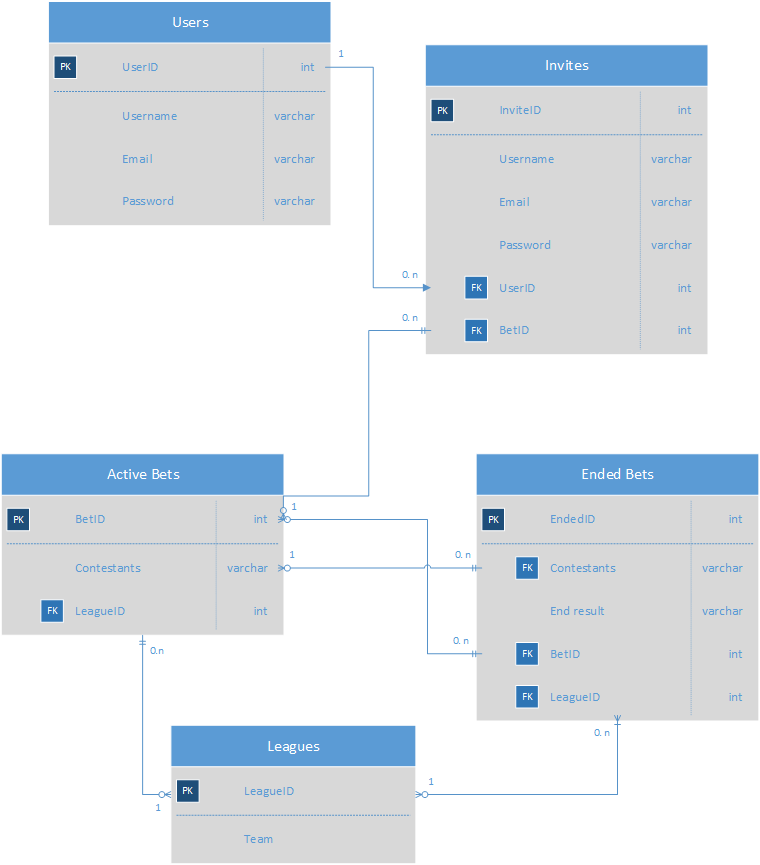 Users
PK UserID int
Username varchar
Email varchar
Password varchar
1
Invites
PK InviteID int
Username varchar
Email varchar
Password varchar
FK UserID int
FK BetID int
0. n
0. n
Active Bets
PK BetID int
Contestants varchar
FK LeagueID int
1
1
0.n
Ended Bets
PK EndedID int
FK Contestants varchar
End result varchar
FK BetID int
FK LeagueID int
0. n
0. n
0. n
Leagues
PK LeagueID
Team
1
1